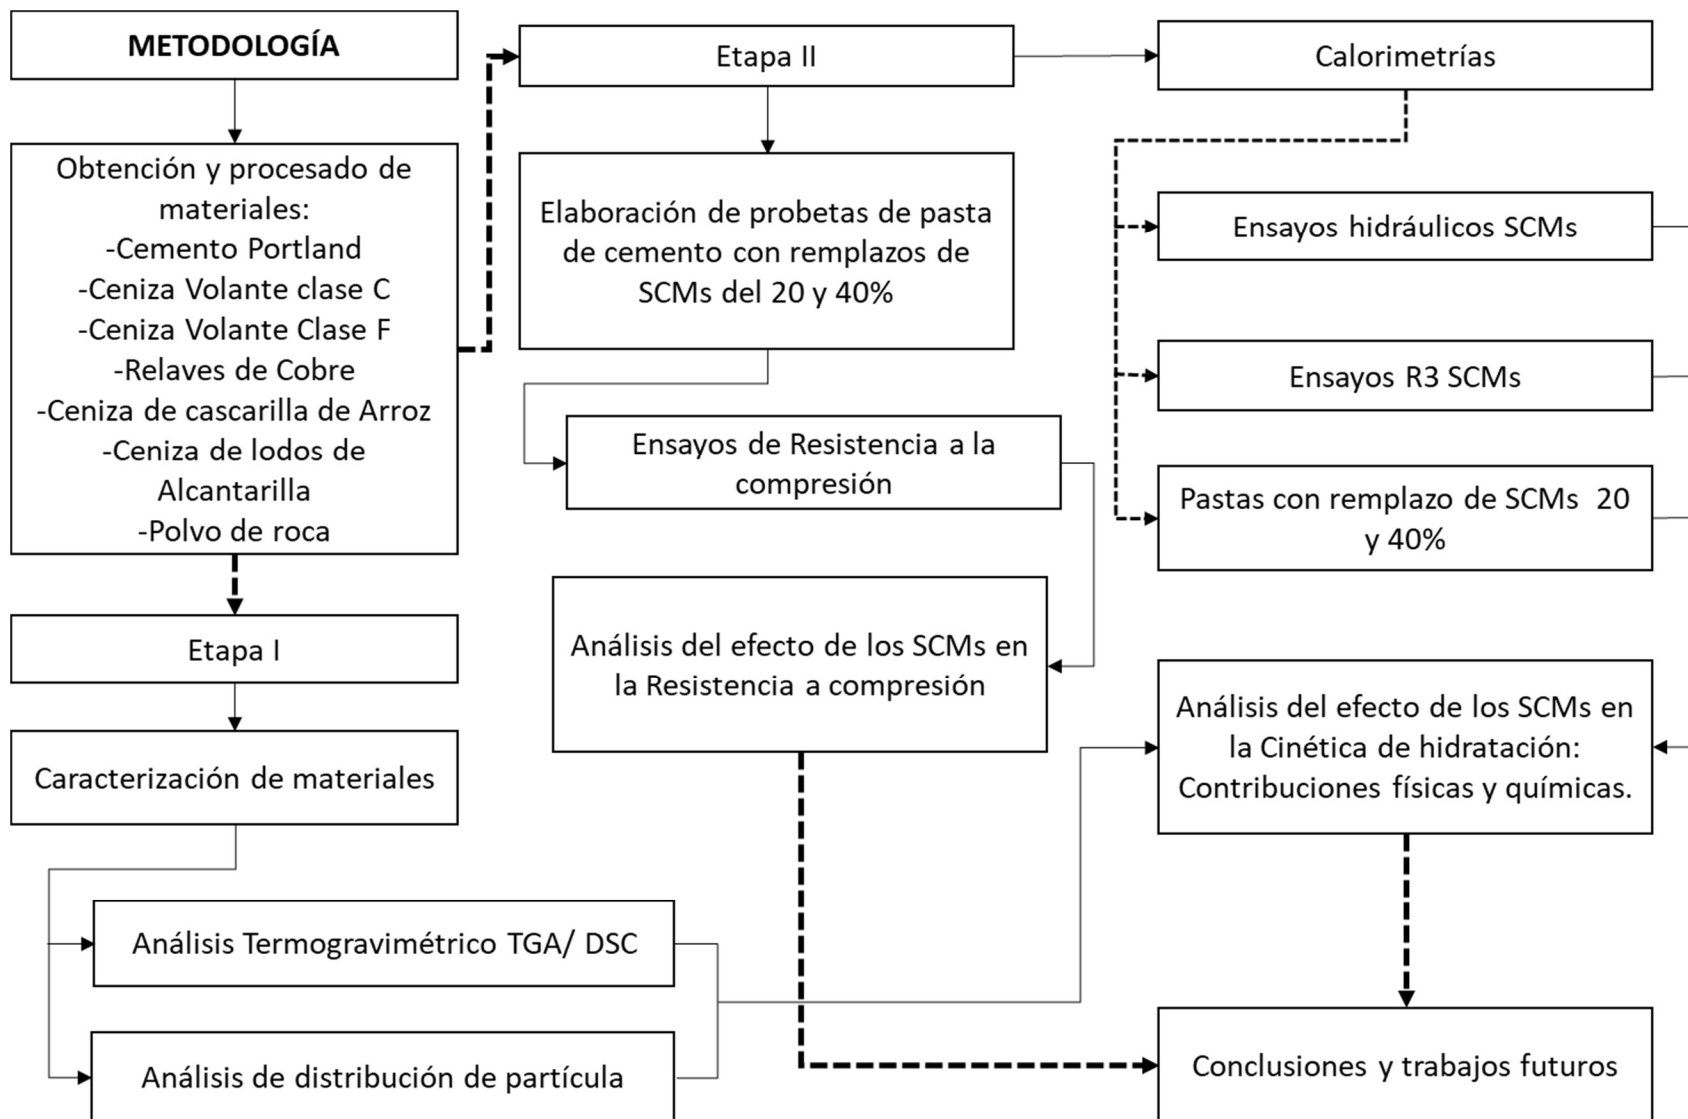 METODOLOGÍA
Obtención y procesado de
materiales:
-Cemento Portland
-Ceniza Volante clase C
-Ceniza Volante Clase F
-Relaves de Cobre
-Ceniza de cascarilla de Arroz
-Ceniza de lodos de
Alcantarilla
-Polvo de roca
Etapa I
Caracterización de materiales
Análisis Termogravimétrico TGA/ DSC
Análisis de distribución de partícula
Etapa II
Elaboración de probetas de pasta
de cemento con remplazos de
SCMs del 20 y 40%
Ensayos de Resistencia a la
compresión
Análisis del efecto de los SCMs en
la Resistencia a compresión
Calorimetrías
Ensayos hidráulicos SCMs
Ensayos R3 SCMs
Pastas con remplazo de SCMs 20
y 40%
Análisis del efecto de los SCMs en
la Cinética de hidratación:
Contribuciones físicas y químicas.
Conclusiones y trabajos futuros